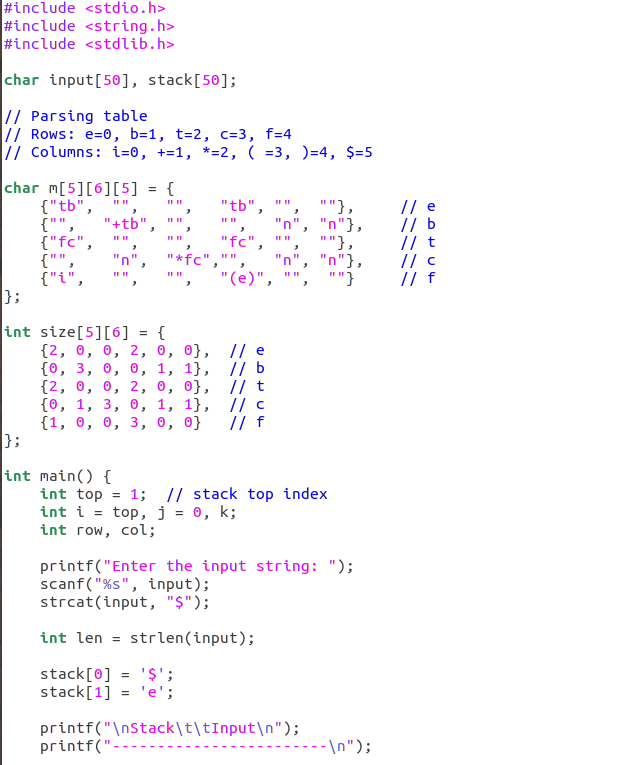 #include <stdio.h>
#include <string.h>
#include <stdlib.h>

char input[50], stack[50];

// Parsing table
// Rows: e=0, b=1, t=2, c=3, f=4
// Columns: i=0, +=1, *=2, ( =3, )=4, $=5

char m[5][6][5] = {
    {"tb",  "",   "",   "tb", "",  ""},     // e
    {"",   "+tb", "",   "",   "n", "n"},    // b
    {"fc",  "",   "",   "fc", "",  ""},     // t
    {"",    "n",  "*fc","",   "n", "n"},    // c
    {"i",   "",   "",   "(e)", "",  ""}     // f
};

int size[5][6] = {
    {2, 0, 0, 2, 0, 0},  // e
    {0, 3, 0, 0, 1, 1},  // b
    {2, 0, 0, 2, 0, 0},  // t
    {0, 1, 3, 0, 1, 1},  // c
    {1, 0, 0, 3, 0, 0}   // f
};

int main() {
    int top = 1;  // stack top index
    int i = top, j = 0, k;
    int row, col;

    printf("Enter the input string: ");
    scanf("%s", input);
    strcat(input, "$");

    int len = strlen(input);

    stack[0] = '$';
    stack[1] = 'e';

    printf("\nStack\t\tInput\n");
    printf("------------------------\n");